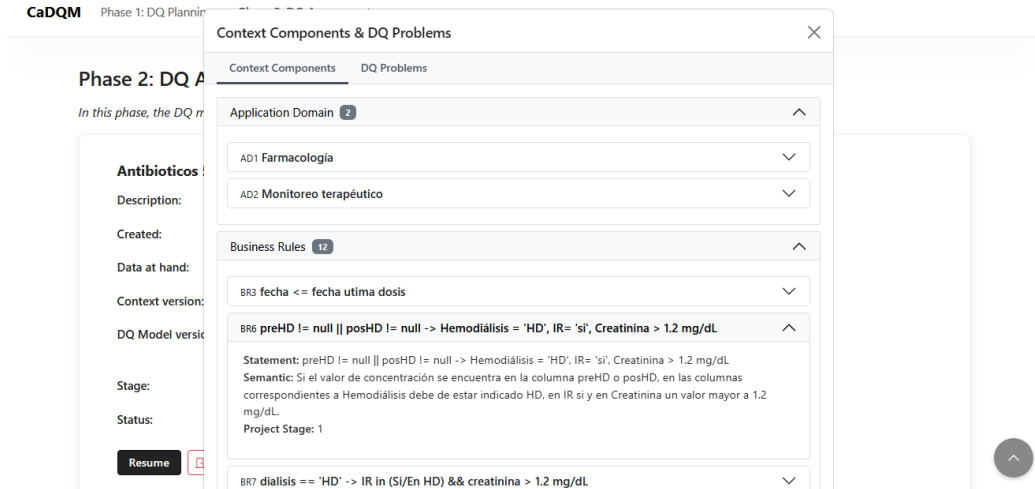 CaDQM Phase 1: DQ Planning
Context Components & DQ Problems
Context Components DQ Problems
Phase 2: DQ A
In this phase, the DQ m
Application Domain 2
AD1 Farmacología
AD2 Monitoreo terapéutico
Antibioticos
Description:
Created:
Data at hand:
Context version:
DQ Model versio
Stage:
Status:
Resume
Business Rules 12
BR3 fecha <= fecha utima dosis
BR6 preHD != null || posHD != null -> Hemodiálisis = 'HD', IR= 'si', Creatinina > 1.2 mg/dL
Statement: preHD != null || posHD != null -> Hemodiálisis = 'HD', IR= 'si', Creatinina > 1.2 mg/dL
Semantic: Si el valor de concentración se encuentra en la columna preHD o posHD, en las columnas
correspondientes a Hemodiálisis debe de estar indicado HD, en IR si y en Creatinina un valor mayor a 1.2
mg/dL.
Project Stage: 1
BR7 dialisis == 'HD' -> IR in (Si/En HD) && creatinina > 1.2 mg/dL